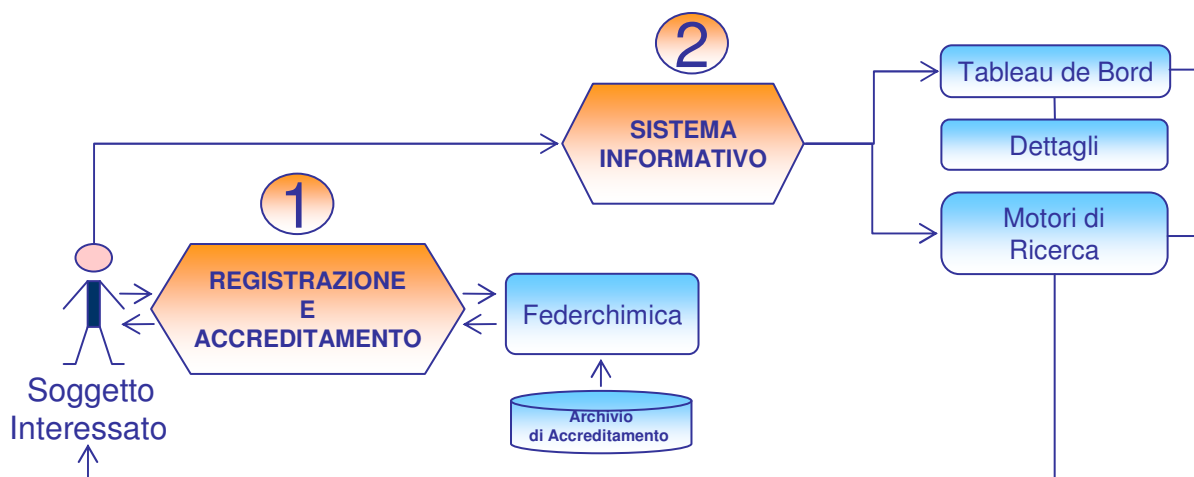 2
Tableau de Bord
SISTEMA
INFORMATIVO
Dettagli
1
Motori di
Ricerca
REGISTRAZIONE
E
ACCREDITAMENTO
Federchimica
Soggetto
Interessato
Archivio
di Accreditamento